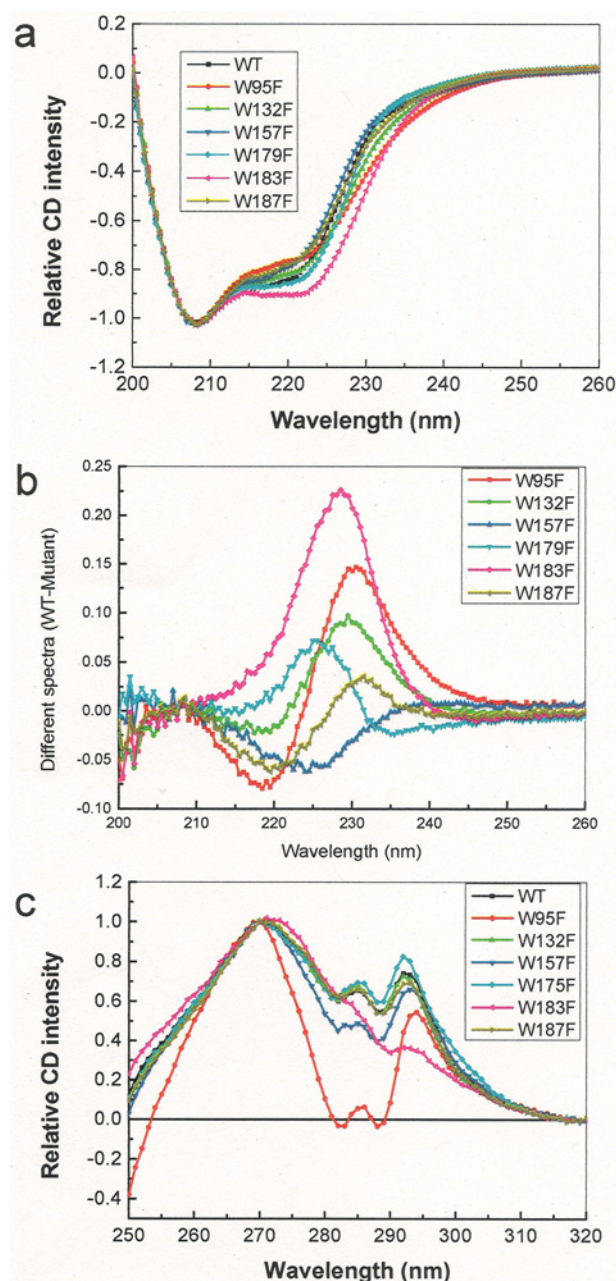 a
WT
W95F
W132F
W157F
W179F
W183F
W187F
Relative CD intensity
0.0
-0.2
-0.4
-0.6
-0.8
-1.0
-1.2
200 210 220 230 240 250 260
Wavelength (nm)
b
W95F
W132F
W157F
W179F
W183F
W187F
Different spectra (WT-Mutant)
0.25
0.20
0.15
0.10
0.05
0.00
-0.05
-0.10
200 210 220 230 240 250 260
Wavelength (nm)
c
WT
W95F
W132F
W157F
W175F
W183F
W187F
Relative CD intensity
1.2
1.0
0.8
0.6
0.4
0.2
0.0
-0.2
-0.4
250 260 270 280 290 300 310 320
Wavelength (nm)